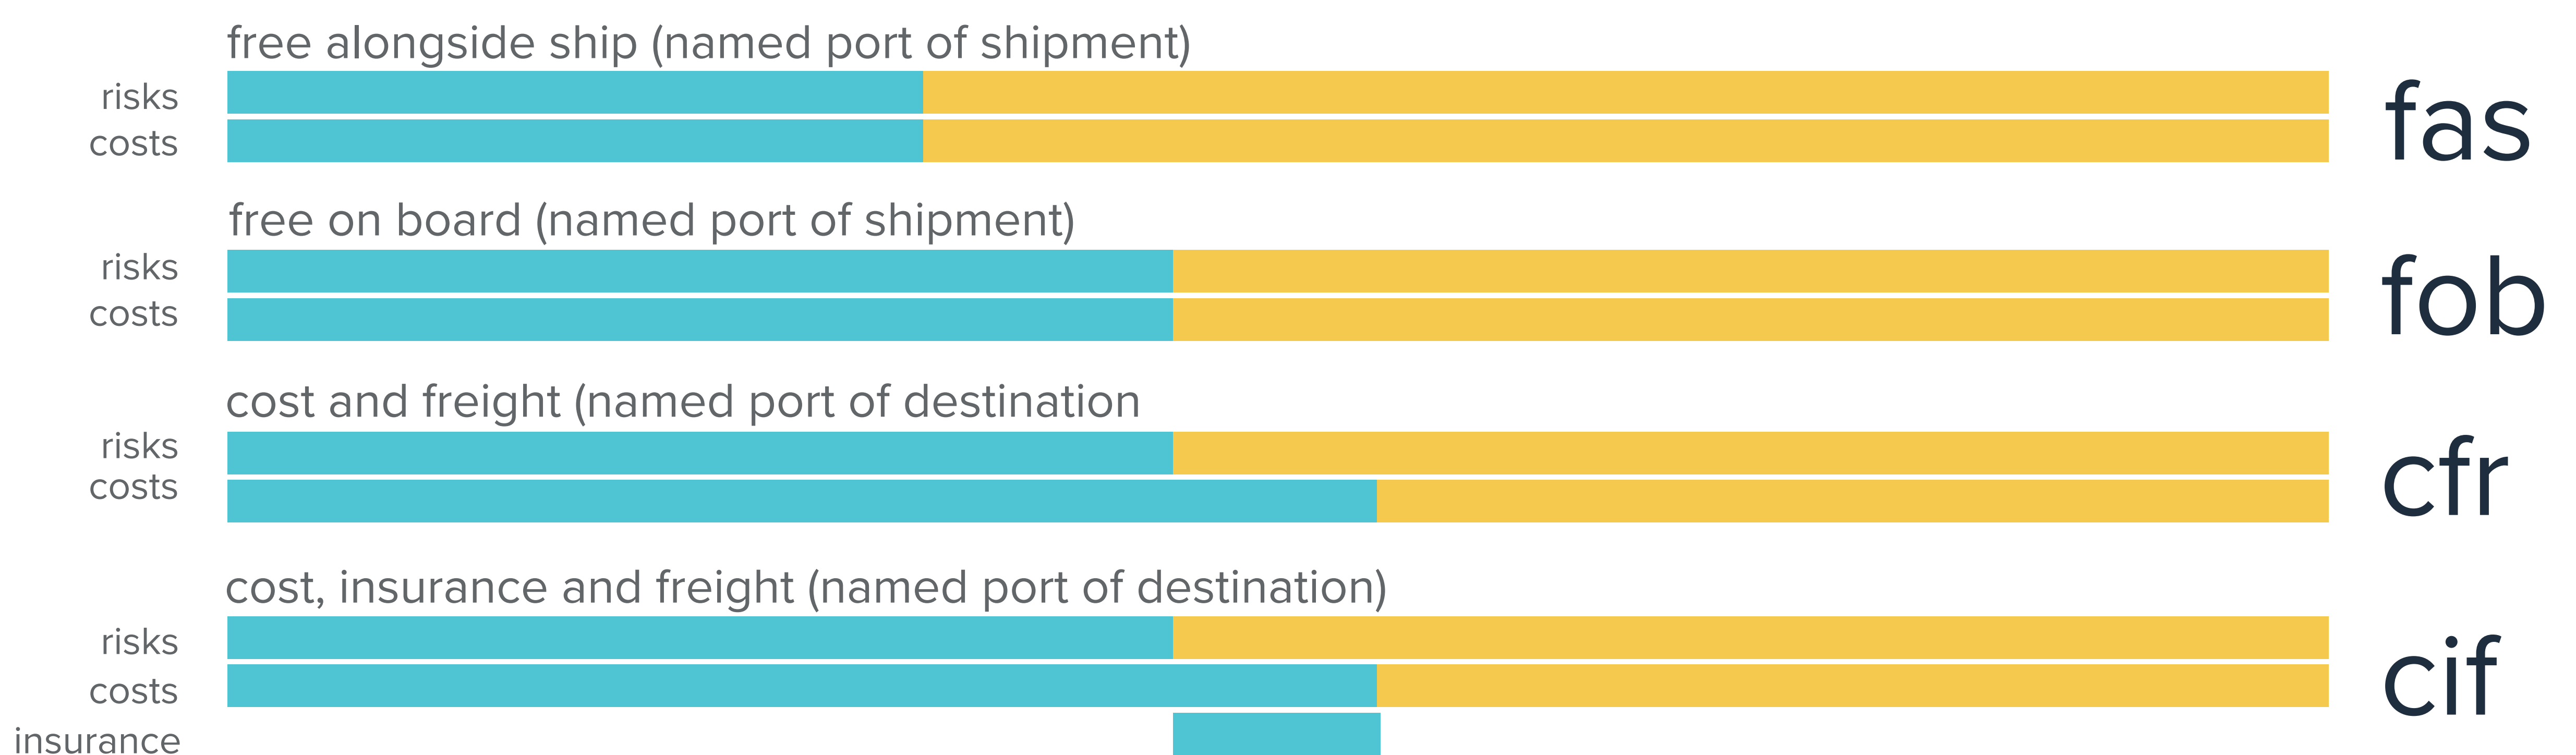 free alongside ship (named port of shipment)
risks
costs
fas
free on board (named port of shipment)
risks
costs
fob
cost and freight (named port of destination
risks
costs
cfr
cost, insurance and freight (named port of destination)
risks
costs
insurance
cif